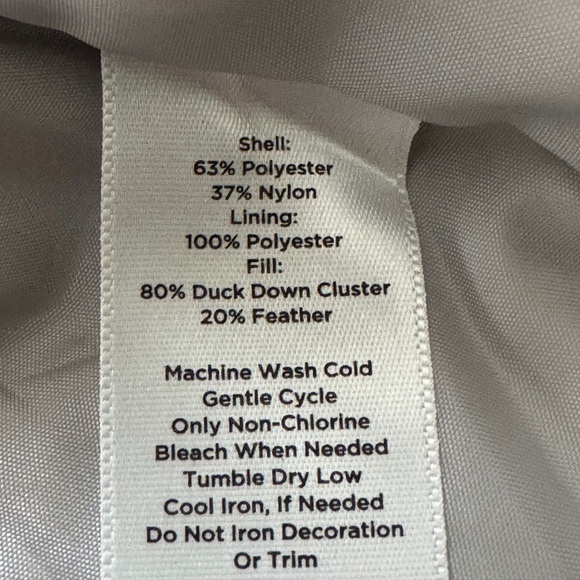 Shell:
63% Polyester
37% Nylon
Lining:
100% Polyester
Fill:
80% Duck Down Cluster
20% Feather
Machine Wash Cold
Gentle Cycle
Only Non-Chlorine
Bleach When Needed
Tumble Dry Low
Cool Iron, If Needed
Do Not Iron Decoration
Or Trim